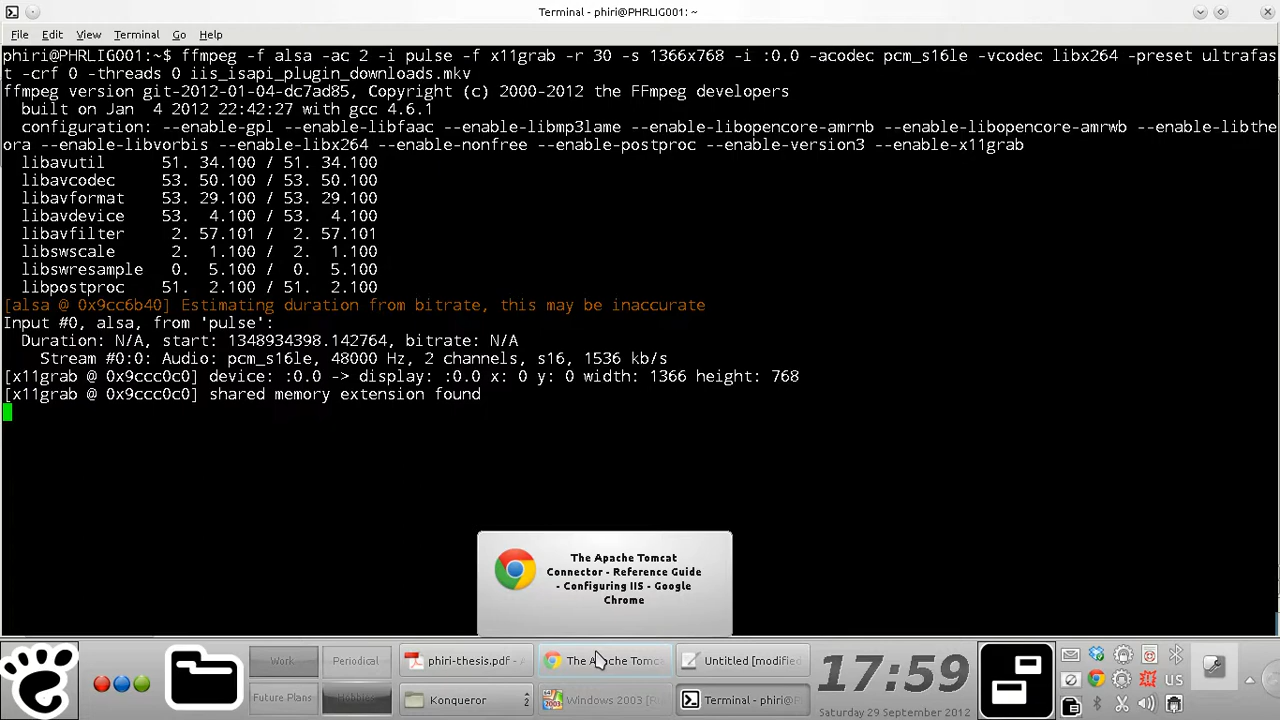 Terminal - phiri@PHRLIG001: ~
File Edit View Terminal Go Help
phiri@PHRLIG001:~$ ffmpeg -f alsa -ac 2 -i pulse -f x11grab -r 30 -s 1366x768 -i :0.0 -acodec pcm_s16le -vcodec libx264 -preset ultrafas
t -crf 0 -threads 0 iis_isapi_plugin_downloads.mkv
ffmpeg version git-2012-01-04-dc7ad85, Copyright (c) 2000-2012 the FFmpeg developers
built on Jan  4 2012 22:42:27 with gcc 4.6.1
configuration: --enable-gpl --enable-libfaac --enable-libmp3lame --enable-libopencore-amrnb --enable-libopencore-amrwb --enable-libthe
ora --enable-libvorbis --enable-libx264 --enable-nonfree --enable-postproc --enable-version3 --enable-x11grab
libavutil 51. 34.100 / 51. 34.100
libavcodec 53. 50.100 / 53. 50.100
libavformat 53. 29.100 / 53. 29.100
libavdevice 53. 4.100 / 53. 4.100
libavfilter 2. 57.101 / 2. 57.101
libswscale 2. 1.100 / 2. 1.100
libswresample 0. 5.100 / 0. 5.100
libpostproc 51. 2.100 / 51. 2.100
[alsa @ 0x9cc6b40] Estimating duration from bitrate, this may be inaccurate
Input #0, alsa, from 'pulse':
Duration: N/A, start: 1348934398.142764, bitrate: N/A
Stream #0:0: Audio: pcm_s16le, 48000 Hz, 2 channels, s16, 1536 kb/s
[x11grab @ 0x9ccc0c0] device: :0.0 -> display: :0.0 x: 0 y: 0 width: 1366 height: 768
[x11grab @ 0x9ccc0c0] shared memory extension found
The Apache Tomcat
Connector - Reference Guide
- Configuring IIS - Google
Chrome
Work Periodical phiri-thesis.pdf - The Apache Tomc Untitled [modified 17:59
Future Plans Hobbies Konqueror 2 Windows 2003 [R Terminal - phiri@P
Saturday 29 September 2012
US